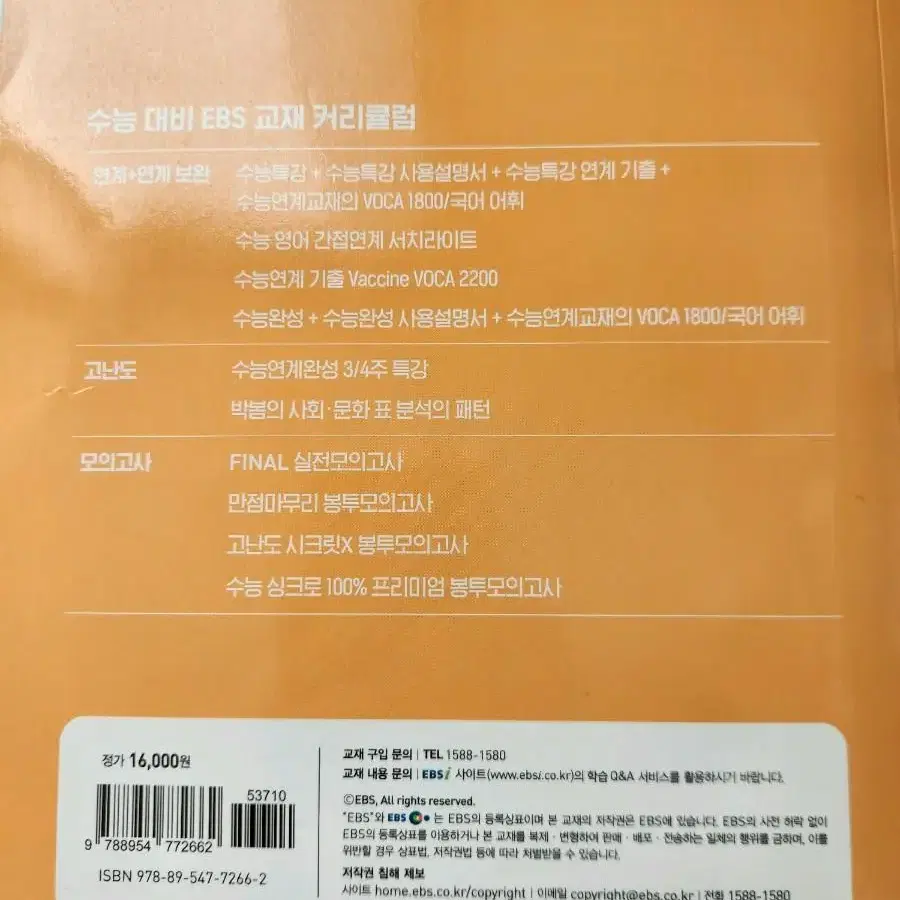 수능 대비 EBS 교재 커리큘럼
연계+연계 보완 수능특강 + 수능특강 사용설명서 + 수능특강 연계 기출 +
수능연계교재의 VOCA 1800/국어 어휘
수능 영어 간접연계 서치라이트
수능연계 기출 Vaccine VOCA 2200
수능완성 + 수능완성 사용설명서 + 수능연계교재의 VOCA 1800/국어 어휘
고난도 수능연계완성 3/4주 특강
박봄의 사회·문화 표 분석의 패턴
모의고사 FINAL 실전모의고사
만점마무리 봉투모의고사
고난도 시크릿X 봉투모의고사
수능 싱크로 100% 프리미엄 봉투모의고사
정가 16,000원
53710
9 788954 772662
ISBN 978-89-547-7266-2
교재 구입 문의 | TEL 1588-1580
교재 내용 문의 | EBSi 사이트(www.ebsi.co.kr)의 학습 Q&A 서비스를 활용하시기 바랍니다.
©EBS, All rights reserved.
"EBS"와 EBS 는 EBS의 등록상표이며 본 교재의 저작권은 EBS에 있습니다. EBS의 사전 허락 없이
EBS의 등록상표를 이용하거나 본 교재를 복제·변형하여 판매·배포·전송하는 일체의 행위를 금하며, 이를
위반할 경우 상표법, 저작권법 등에 따라 처벌받을 수 있습니다.
저작권 침해 제보
사이트 home.ebs.co.kr/copyright | 이메일 copyright@ebs.co.kr | 전화 1588-1580